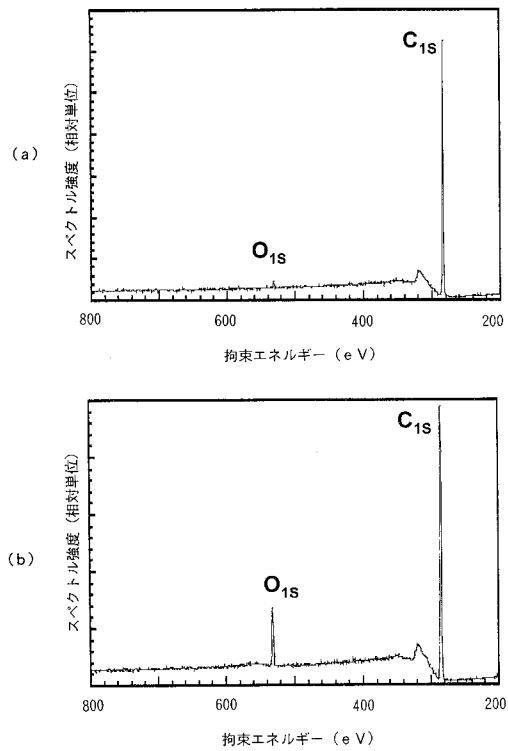 (a)
スペクトル強度 (相対単位)
C1S
O1S
800 600 400 200
拘束エネルギー (eV)
(b)
スペクトル強度 (相対単位)
C1S
O1S
800 600 400 200
拘束エネルギー (eV)